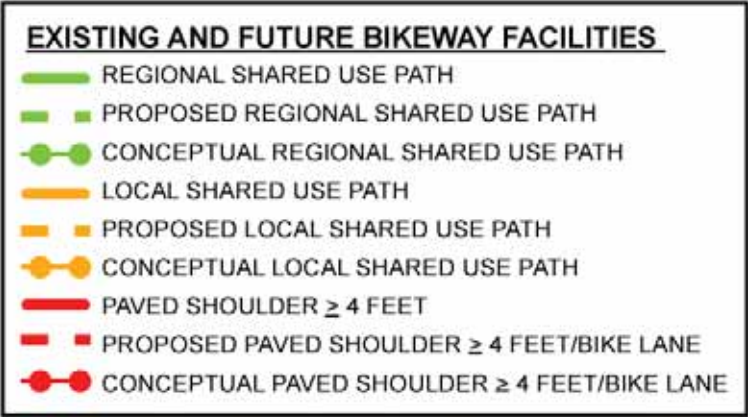 EXISTING AND FUTURE BIKEWAY FACILITIES
REGIONAL SHARED USE PATH
PROPOSED REGIONAL SHARED USE PATH
CONCEPTUAL REGIONAL SHARED USE PATH
LOCAL SHARED USE PATH
PROPOSED LOCAL SHARED USE PATH
CONCEPTUAL LOCAL SHARED USE PATH
PAVED SHOULDER ≥ 4 FEET
PROPOSED PAVED SHOULDER ≥ 4 FEET/BIKE LANE
CONCEPTUAL PAVED SHOULDER ≥ 4 FEET/BIKE LANE